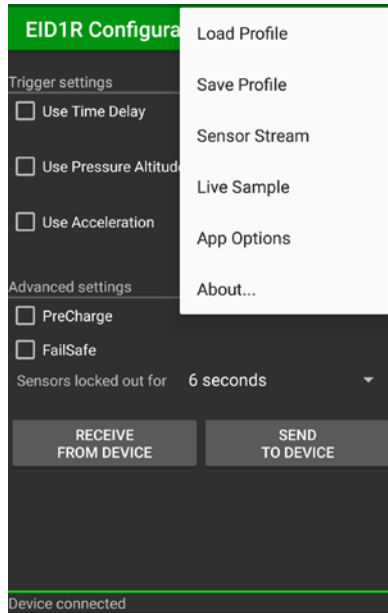 EID1R Configura
Load Profile
Save Profile
Sensor Stream
Live Sample
App Options
About...
Trigger settings
Use Time Delay
Use Pressure Altitud
Use Acceleration
Advanced settings
PreCharge
FailSafe
Sensors locked out for 6 seconds
RECEIVE
FROM DEVICE
SEND
TO DEVICE
Device connected